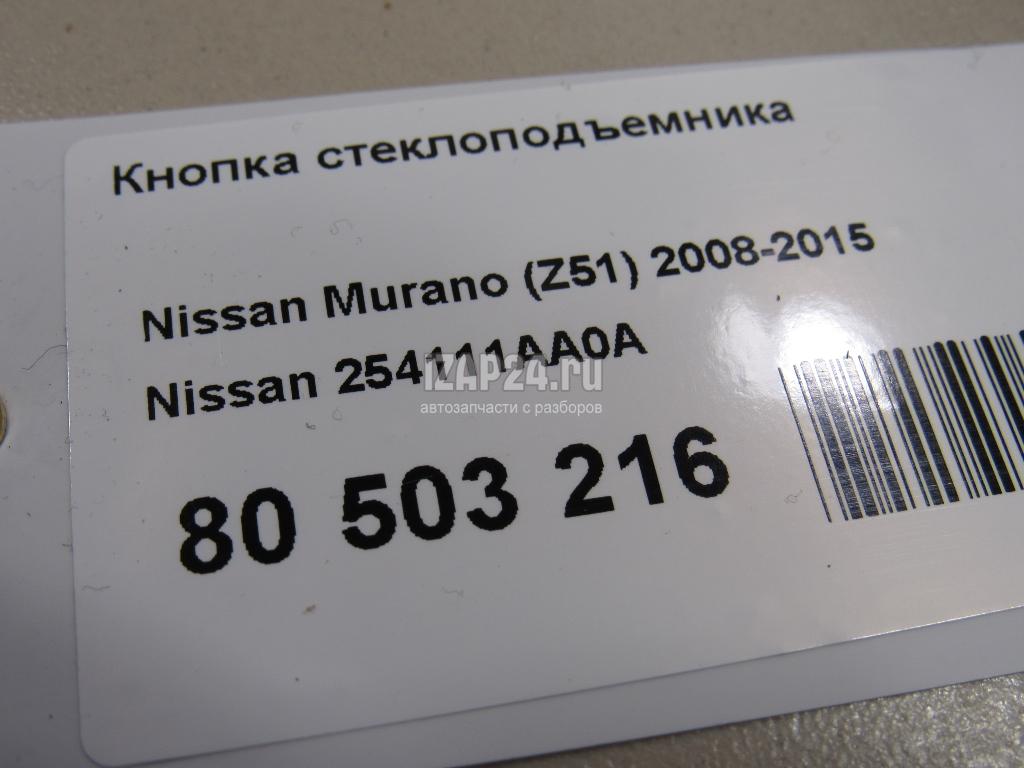 Кнопка стеклоподъемника
Nissan Murano (Z51) 2008-2015
Nissan 254111AA0A
iZAP24.ru
автозапчасти с разборов
80 503 216